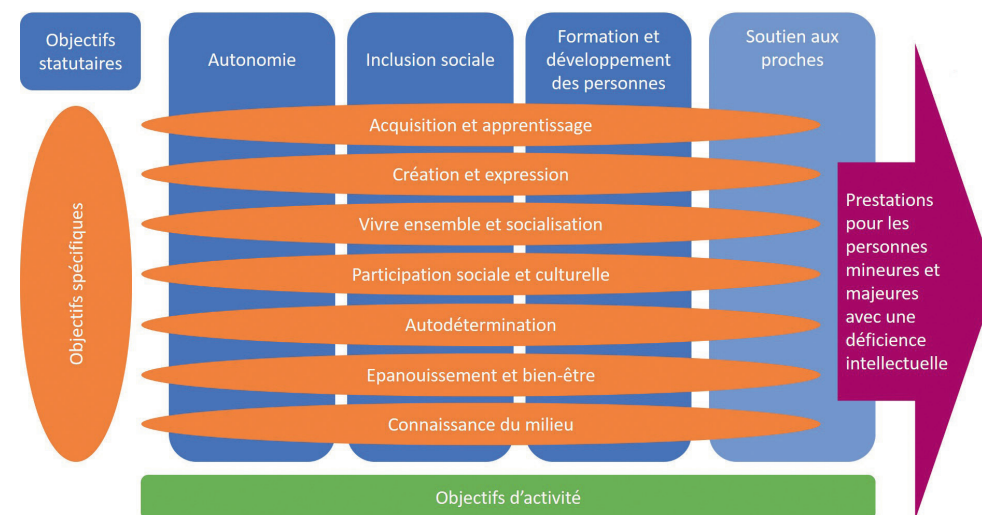 Objectifs
statutaires
Autonomie
Inclusion sociale
Formation et
développement
des personnes
Soutien aux
proches
Objectifs spécifiques
Acquisition et apprentissage
Création et expression
Vivre ensemble et socialisation
Participation sociale et culturelle
Autodétermination
Epanouissement et bien-être
Connaissance du milieu
Prestations
pour les
personnes
mineures et
majeures
avec une
déficience
intellectuelle
Objectifs d’activité